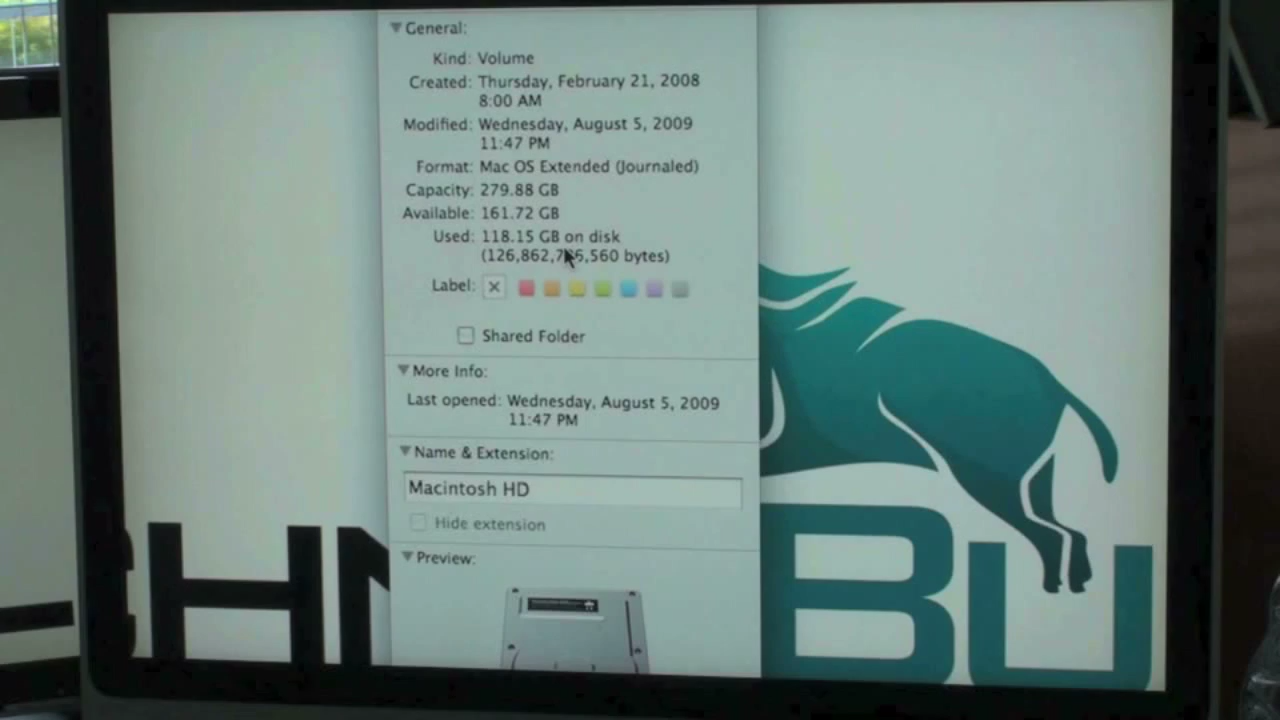 General:
Kind: Volume
Created: Thursday, February 21, 2008
8:00 AM
Modified: Wednesday, August 5, 2009
11:47 PM
Format: Mac OS Extended (Journaled)
Capacity: 279.88 GB
Available: 161.72 GB
Used: 118.15 GB on disk
bytes)
Label:
Shared Folder
More Info:
Last opened: Wednesday, August 5, 2009
11:47 PM
Name & Extension:
Macintosh HD
Hide extension
Preview: